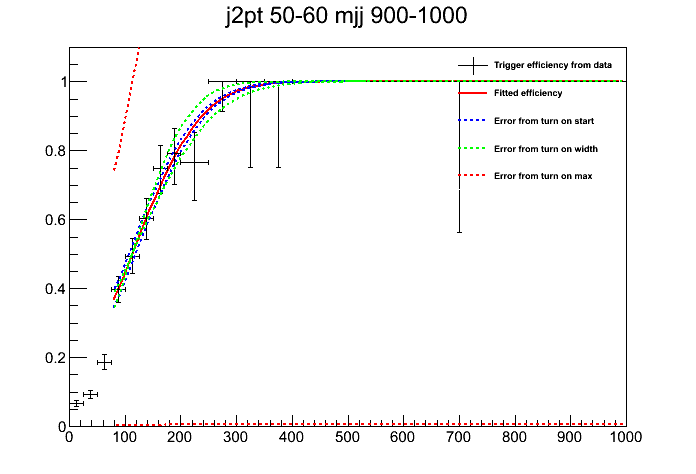 j2pt 50-60 mjj 900-1000
Trigger efficiency from data
Fitted efficiency
Error from turn on start
Error from turn on width
Error from turn on max
1
0.8
0.6
0.4
0.2
0
0 100 200 300 400 500 600 700 800 900 1000